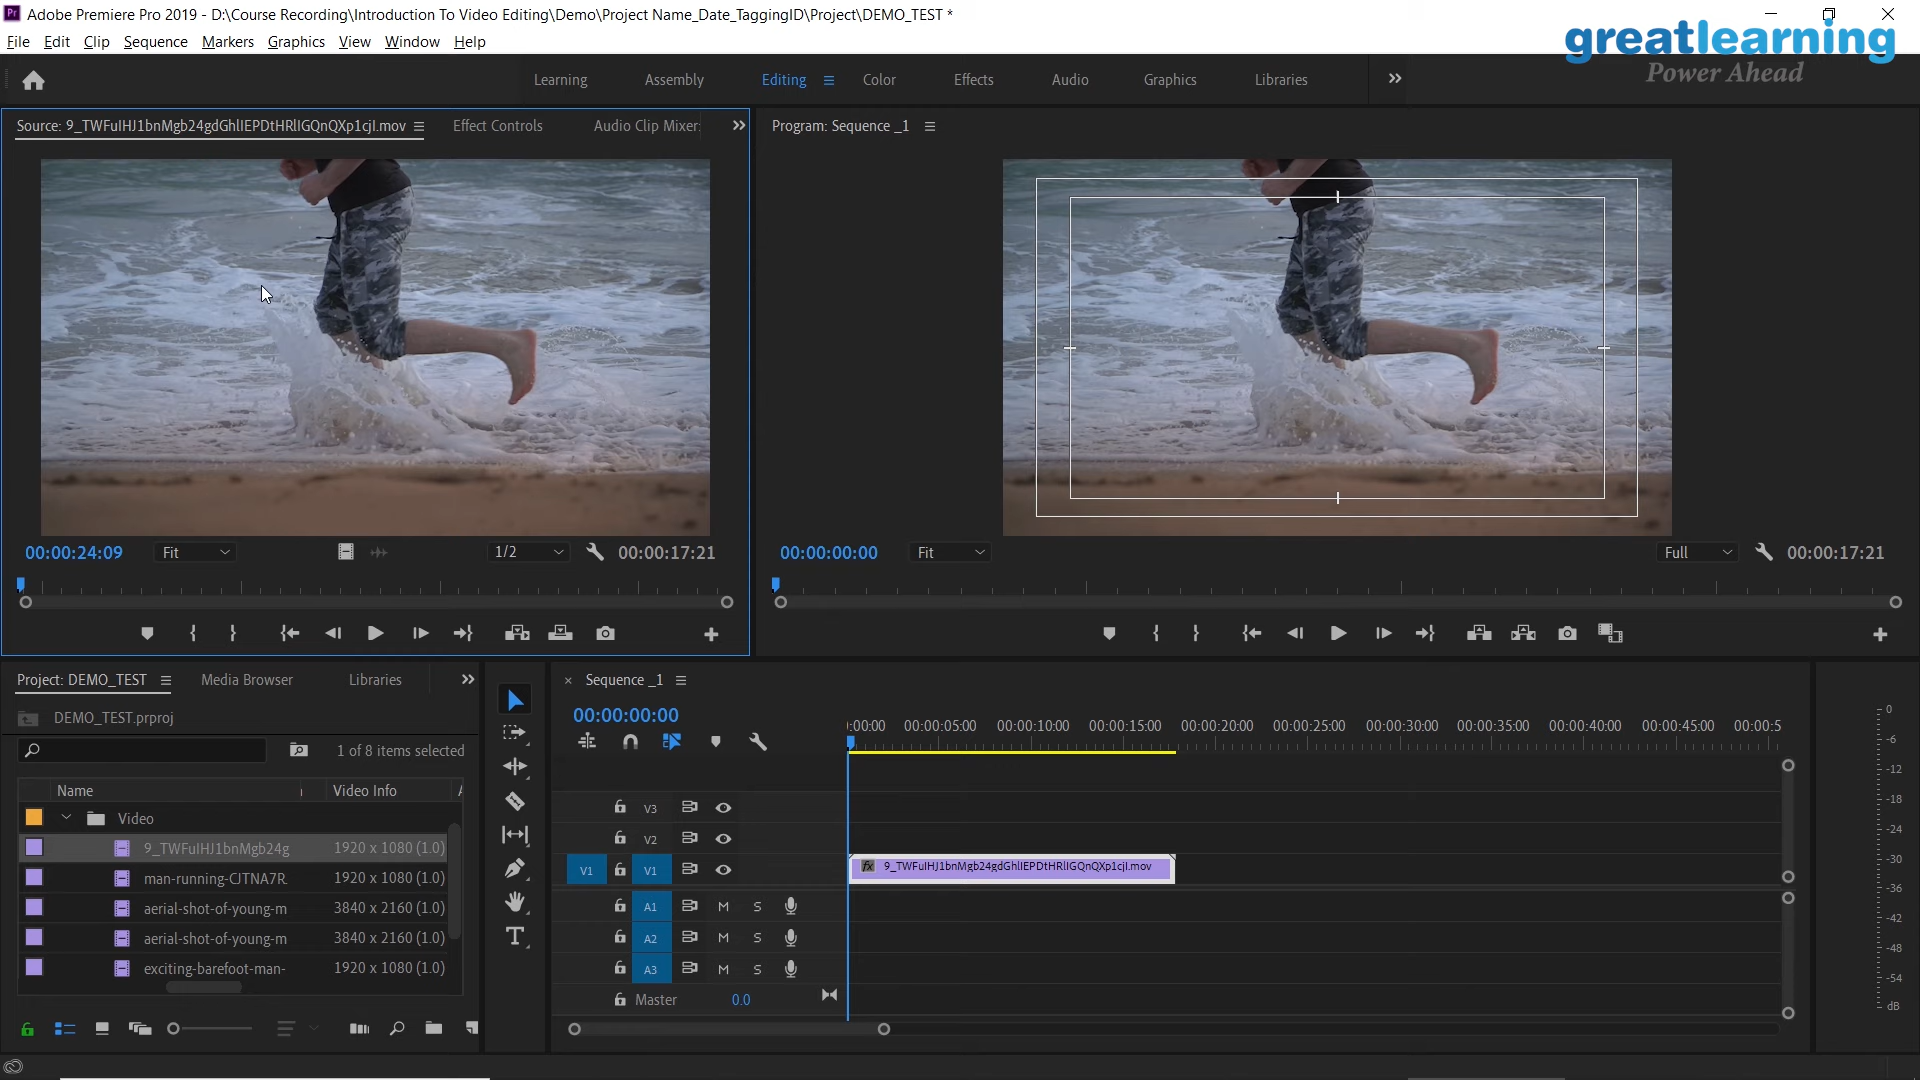 Adobe Premiere Pro 2019 - D:\Course Recording\Introduction To Video Editing\Demo\Project Name_Date_TaggingID\Project\DEMO_TEST *
greatlearning
Power Ahead
File Edit Clip Sequence Markers Graphics View Window Help
Learning Assembly Editing Color Effects Audio Graphics Libraries
Source: 9_TWFuIHJ1bnMgb24gdGhlIEPDtHRlIGQnQXp1cjI.mov Effect Controls Audio Clip Mixer:
Program: Sequence _1
00:00:24:09 Fit 1/2 00:00:17:21
00:00:00:00 Fit Full 00:00:17:21
Project: DEMO_TEST Media Browser Libraries
DEMO_TEST.prproj
1 of 8 items selected
Name Video Info
Video
9_TWFuIHJ1bnMgb24g 1920 x 1080 (1.0)
man-running-CJTNA7R 1920 x 1080 (1.0)
aerial-shot-of-young-m 3840 x 2160 (1.0)
aerial-shot-of-young-m 3840 x 2160 (1.0)
exciting-barefoot-man- 1920 x 1080 (1.0)
Sequence _1
00:00:00:00
:00:00 00:00:05:00 00:00:10:00 00:00:15:00 00:00:20:00 00:00:25:00 00:00:30:00 00:00:35:00 00:00:40:00 00:00:45:00 00:00:5
V3
V2
V1 V1 fx 9_TWFuIHJ1bnMgb24gdGhlIEPDtHRlIGQnQXp1cjI.mov
A1 M S
A2 M S
A3 M S
Master 0.0
0
-6
-12
-18
-24
-30
-36
-42
-48
-54
dB